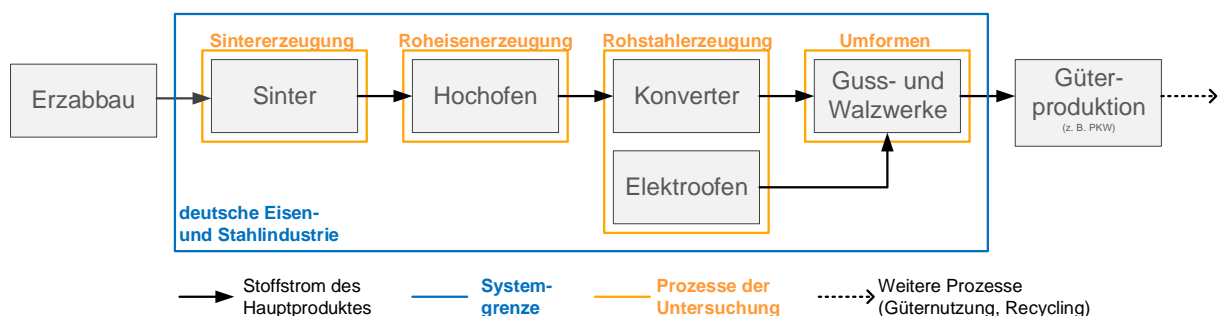 Sintererzeugung
Roheisenerzeugung
Rohstahlerzeugung
Umformen
Erzabbau
Sinter
Hochofen
Konverter
Guss- und
Walzwerke
Güter-
produktion
(z. B. PKW)
Elektroofen
deutsche Eisen-
und Stahlindustrie
Stoffstrom des
Hauptproduktes
System-
grenze
Prozesse der
Untersuchung
Weitere Prozesse
(Güternutzung, Recycling)